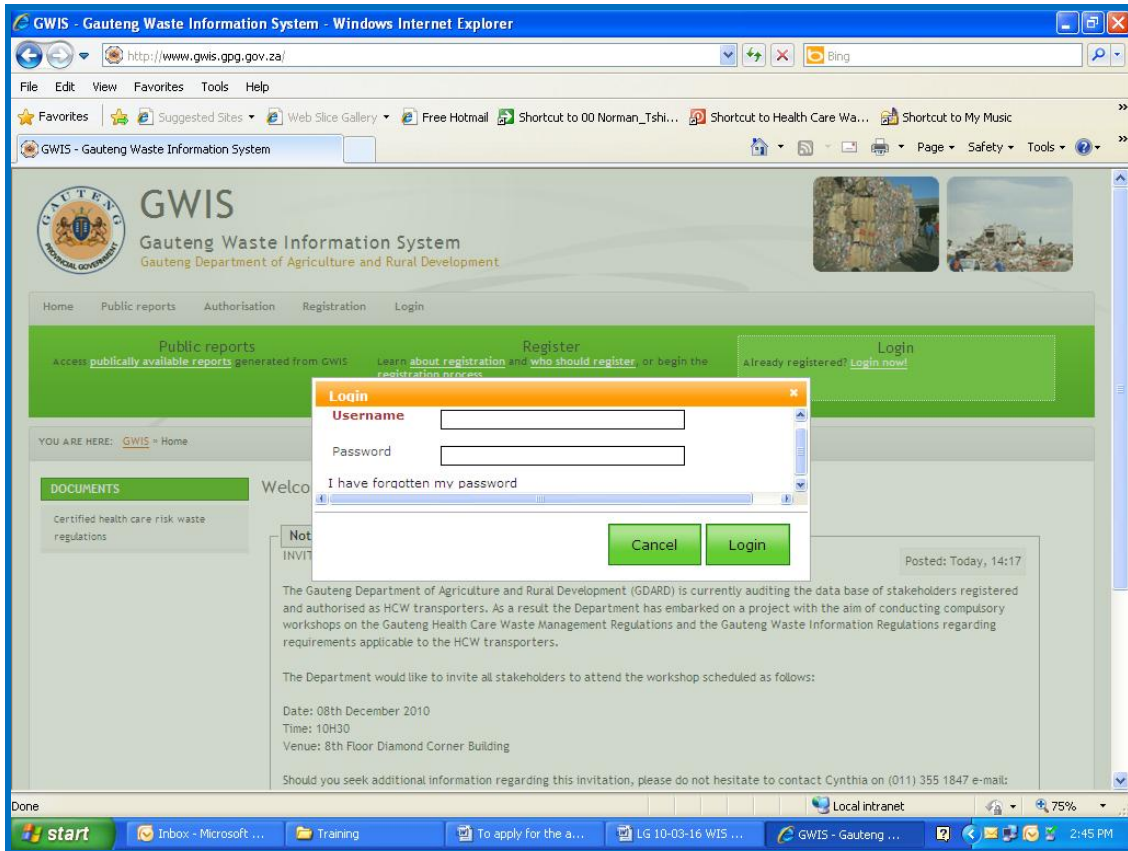 GWIS - Gauteng Waste Information System - Windows Internet Explorer
http://www.gwis.gpg.gov.za/
Bing
File Edit View Favorites Tools Help
Favorites Suggested Sites Web Slice Gallery Free Hotmail Shortcut to 00 Norman_Tshi... Shortcut to Health Care Wa... Shortcut to My Music
GWIS - Gauteng Waste Information System
Page Safety Tools
GAUTENG
PROVINCIAL GOVERNMENT
GWIS
Gauteng Waste Information System
Gauteng Department of Agriculture and Rural Development
Home Public reports Authorisation Registration Login
Public reports
Access publically available reports generated from GWIS
Register
Learn about registration and who should register, or begin the
registration process
Login
Already registered? Login now!
Login
Username
Password
I have forgotten my password
Cancel Login
YOU ARE HERE: GWIS » Home
DOCUMENTS
Certified health care risk waste
regulations
Welco
Not
INVIT
Posted: Today, 14:17
The Gauteng Department of Agriculture and Rural Development (GDARD) is currently auditing the data base of stakeholders registered
and authorised as HCW transporters. As a result the Department has embarked on a project with the aim of conducting compulsory
workshops on the Gauteng Health Care Waste Management Regulations and the Gauteng Waste Information Regulations regarding
requirements applicable to the HCW transporters.
The Department would like to invite all stakeholders to attend the workshop scheduled as follows:
Date: 08th December 2010
Time: 10H30
Venue: 8th Floor Diamond Corner Building
Should you seek additional information regarding this invitation, please do not hesitate to contact Cynthia on (011) 355 1847 e-mail:
Done
Local intranet
75%
start
Inbox - Microsoft ...
Training
To apply for the a...
LG 10-03-16 WIS ...
GWIS - Gauteng ...
2:45 PM